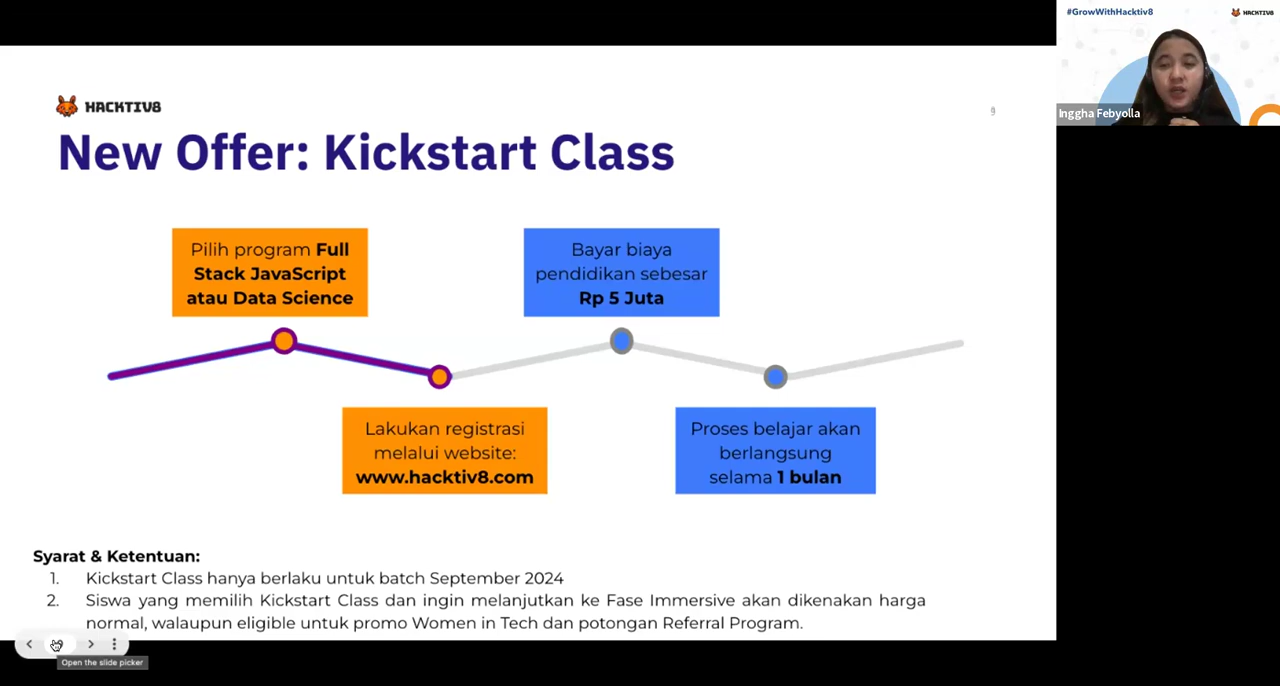 #GrowWithHacktiv8
HACKTIV8
Inggha Febyolla
HACKTIV8
9
New Offer: Kickstart Class
Pilih program Full
Stack JavaScript
atau Data Science
Bayar biaya
pendidikan sebesar
Rp 5 Juta
Lakukan registrasi
melalui website:
www.hacktiv8.com
Proses belajar akan
berlangsung
selama 1 bulan
Syarat & Ketentuan:
1. Kickstart Class hanya berlaku untuk batch September 2024
2. Siswa yang memilih Kickstart Class dan ingin melanjutkan ke Fase Immersive akan dikenakan harga
normal, walaupun eligible untuk promo Women in Tech dan potongan Referral Program.
Open the slide picker